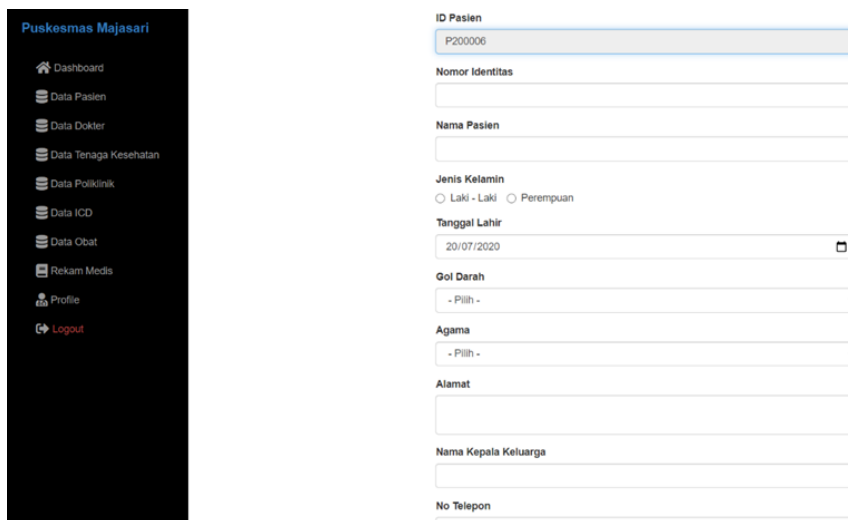 Puskesmas Majasari
Dashboard
Data Pasien
Data Dokter
Data Tenaga Kesehatan
Data Poliklinik
Data ICD
Data Obat
Rekam Medis
Profile
Logout
ID Pasien
P200006
Nomor Identitas
Nama Pasien
Jenis Kelamin
Laki - Laki Perempuan
Tanggal Lahir
20/07/2020
Gol Darah
- Pilih -
Agama
- Pilih -
Alamat
Nama Kepala Keluarga
No Telepon